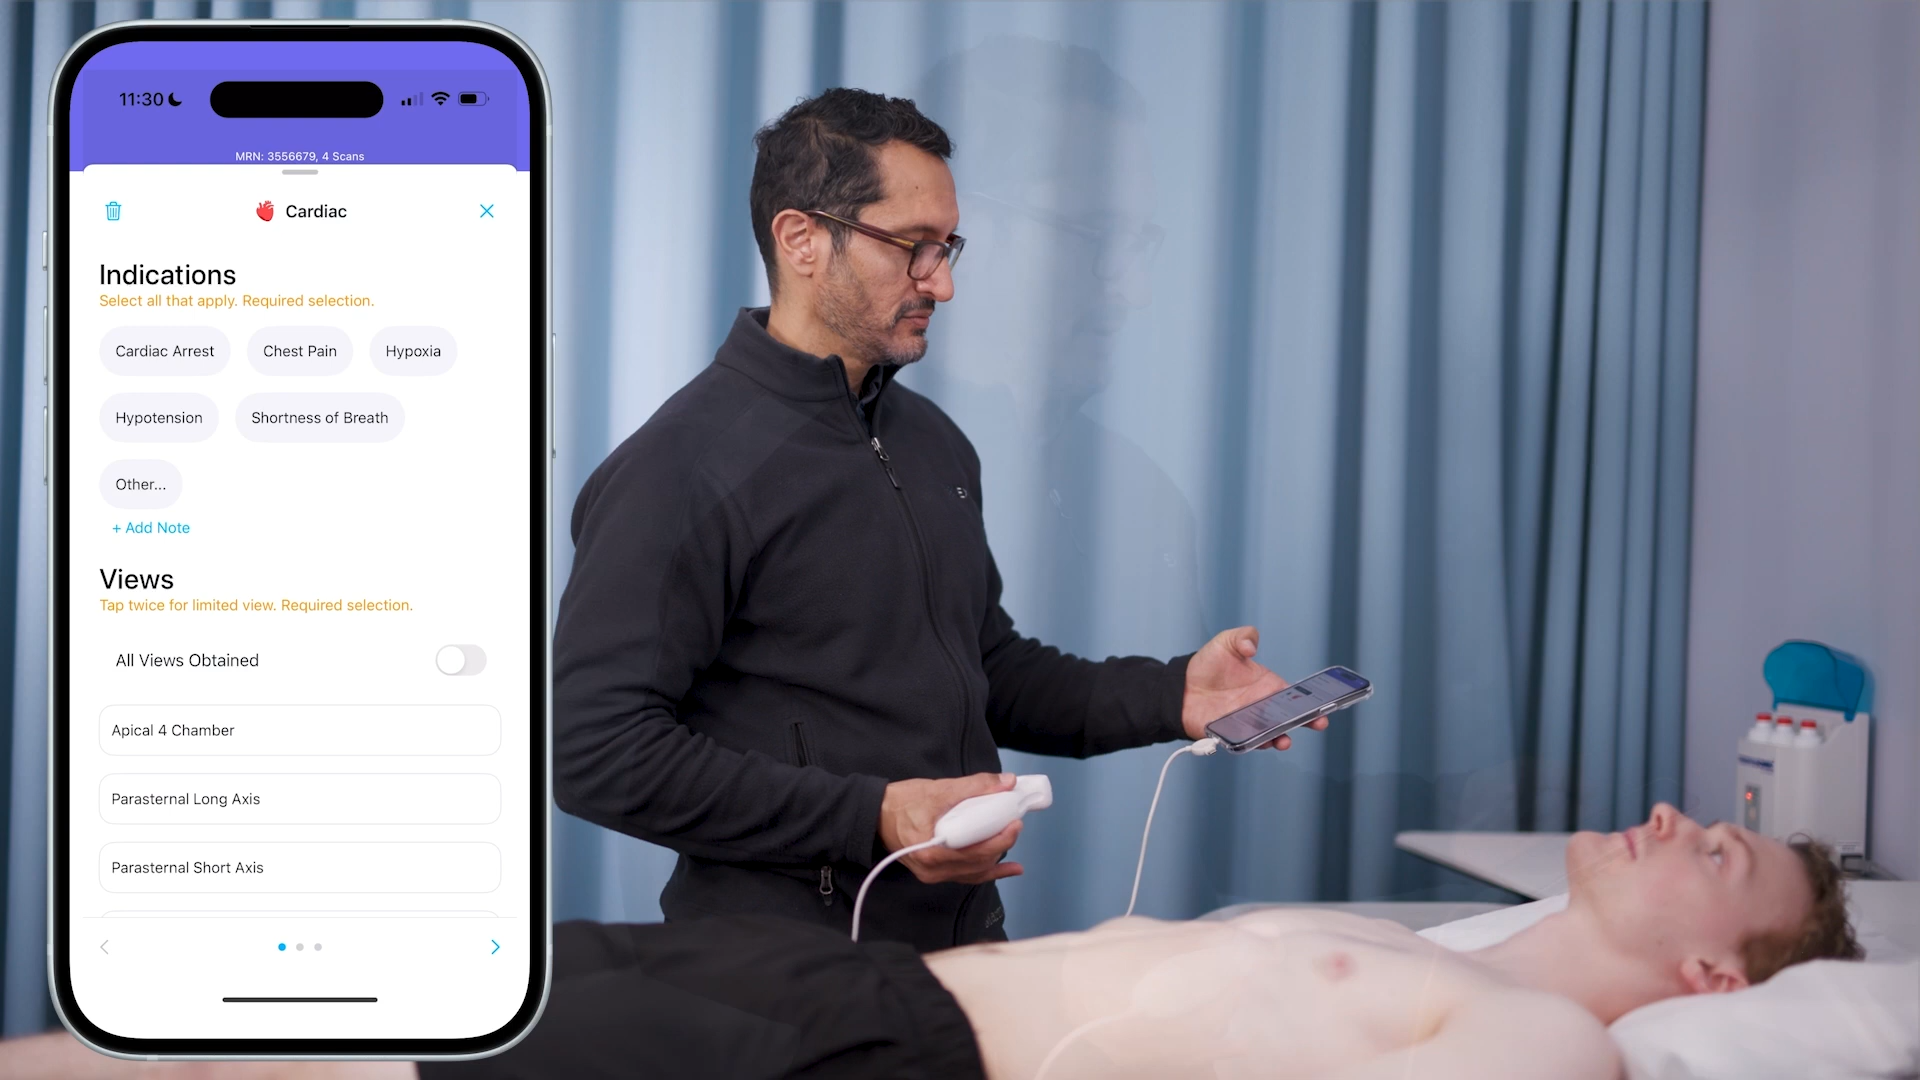 11:30
MRN: 3556679, 4 Scans
Cardiac
Indications
Select all that apply. Required selection.
Cardiac Arrest
Chest Pain
Hypoxia
Hypotension
Shortness of Breath
Other...
+ Add Note
Views
Tap twice for limited view. Required selection.
All Views Obtained
Apical 4 Chamber
Parasternal Long Axis
Parasternal Short Axis